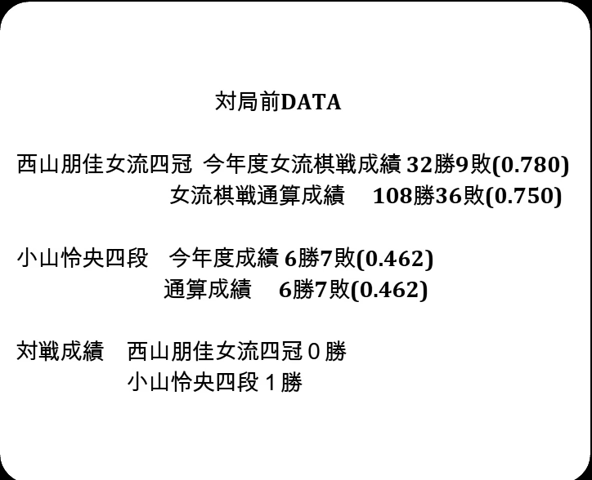 対局前DATA
西山朋佳女流四冠 今年度女流棋戦成績 32勝9敗(0.780)
女流棋戦通算成績 108勝36敗(0.750)
小山怜央四段 今年度成績 6勝7敗(0.462)
通算成績 6勝7敗(0.462)
対戦成績 西山朋佳女流四冠０勝
小山怜央四段１勝